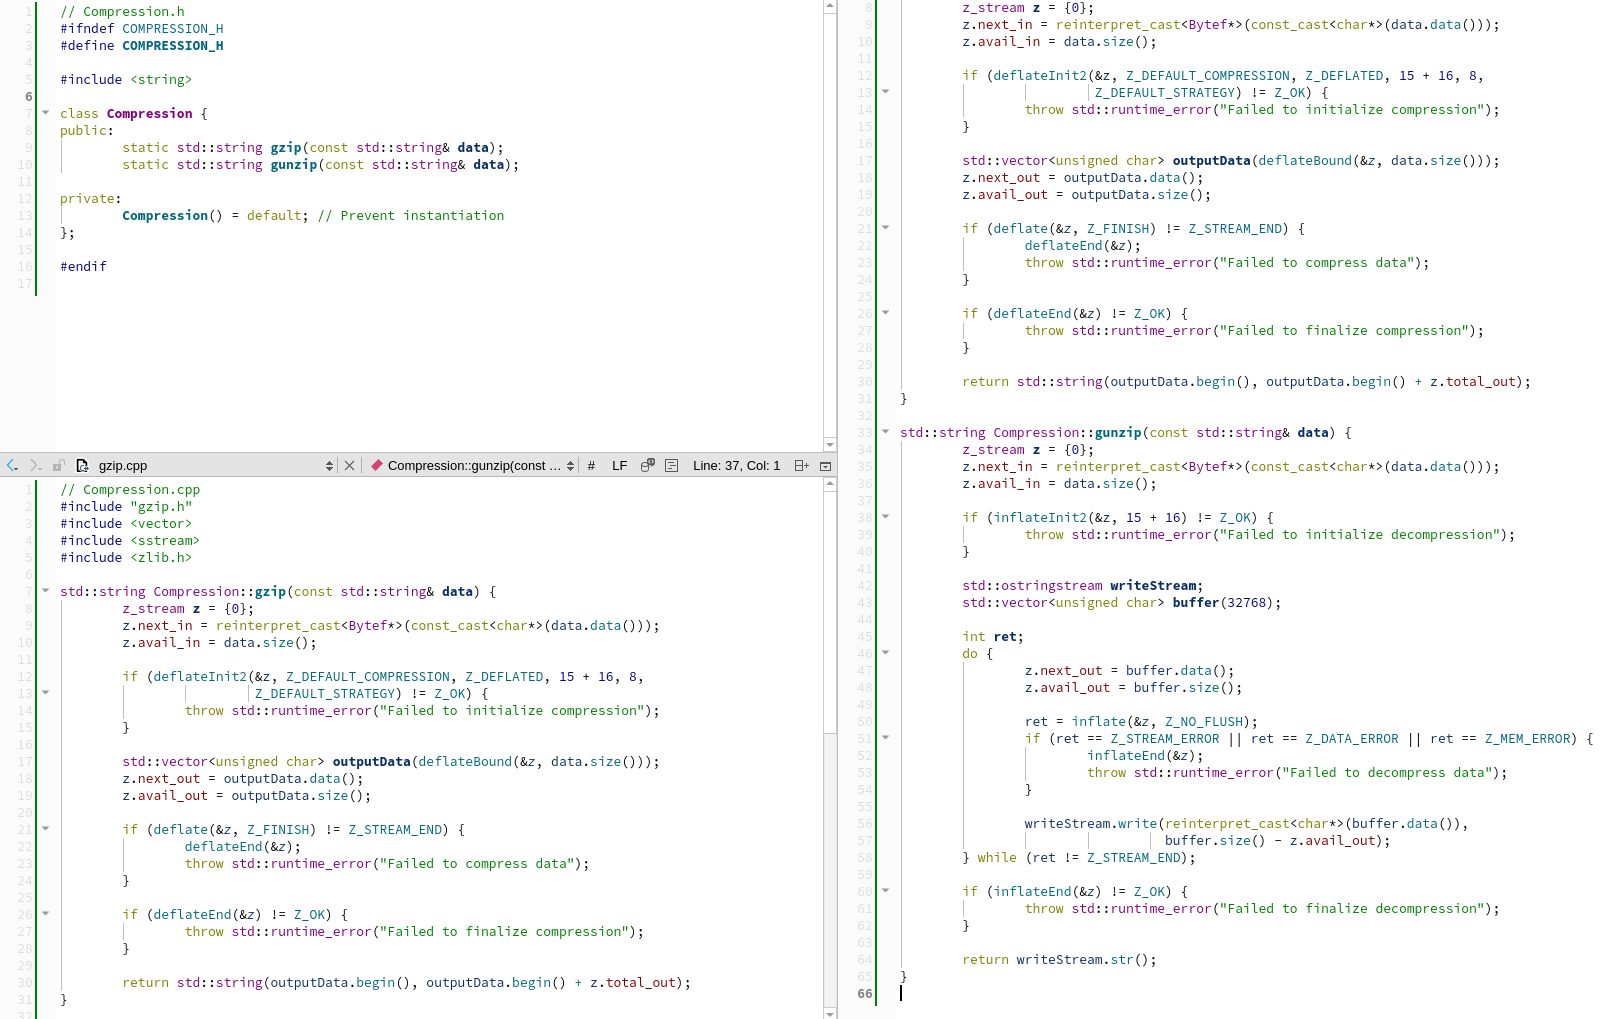 1 // Compression.h
2 #ifndef COMPRESSION_H
3 #define COMPRESSION_H
4
5 #include <string>
6
7 class Compression {
8 public:
9 static std::string gzip(const std::string& data);
10 static std::string gunzip(const std::string& data);
11
12 private:
13 Compression() = default; // Prevent instantiation
14 };
15
16 #endif
17
gzip.cpp
Compression::gunzip(const ...
#
LF
Line: 37, Col: 1
1 // Compression.cpp
2 #include "gzip.h"
3 #include <vector>
4 #include <sstream>
5 #include <zlib.h>
6
7 std::string Compression::gzip(const std::string& data) {
8 z_stream z = {0};
9 z.next_in = reinterpret_cast<Bytef*>(const_cast<char*>(data.data()));
10 z.avail_in = data.size();
11
12 if (deflateInit2(&z, Z_DEFAULT_COMPRESSION, Z_DEFLATED, 15 + 16, 8,
13 Z_DEFAULT_STRATEGY) != Z_OK) {
14 throw std::runtime_error("Failed to initialize compression");
15 }
16
17 std::vector<unsigned char> outputData(deflateBound(&z, data.size()));
18 z.next_out = outputData.data();
19 z.avail_out = outputData.size();
20
21 if (deflate(&z, Z_FINISH) != Z_STREAM_END) {
22 deflateEnd(&z);
23 throw std::runtime_error("Failed to compress data");
24 }
25
26 if (deflateEnd(&z) != Z_OK) {
27 throw std::runtime_error("Failed to finalize compression");
28 }
29
30 return std::string(outputData.begin(), outputData.begin() + z.total_out);
31 }
32
8 z_stream z = {0};
9 z.next_in = reinterpret_cast<Bytef*>(const_cast<char*>(data.data()));
10 z.avail_in = data.size();
11
12 if (deflateInit2(&z, Z_DEFAULT_COMPRESSION, Z_DEFLATED, 15 + 16, 8,
13 Z_DEFAULT_STRATEGY) != Z_OK) {
14 throw std::runtime_error("Failed to initialize compression");
15 }
16
17 std::vector<unsigned char> outputData(deflateBound(&z, data.size()));
18 z.next_out = outputData.data();
19 z.avail_out = outputData.size();
20
21 if (deflate(&z, Z_FINISH) != Z_STREAM_END) {
22 deflateEnd(&z);
23 throw std::runtime_error("Failed to compress data");
24 }
25
26 if (deflateEnd(&z) != Z_OK) {
27 throw std::runtime_error("Failed to finalize compression");
28 }
29
30 return std::string(outputData.begin(), outputData.begin() + z.total_out);
31 }
32
33 std::string Compression::gunzip(const std::string& data) {
34 z_stream z = {0};
35 z.next_in = reinterpret_cast<Bytef*>(const_cast<char*>(data.data()));
36 z.avail_in = data.size();
37
38 if (inflateInit2(&z, 15 + 16) != Z_OK) {
39 throw std::runtime_error("Failed to initialize decompression");
40 }
41
42 std::ostringstream writeStream;
43 std::vector<unsigned char> buffer(32768);
44
45 int ret;
46 do {
47 z.next_out = buffer.data();
48 z.avail_out = buffer.size();
49
50 ret = inflate(&z, Z_NO_FLUSH);
51 if (ret == Z_STREAM_ERROR || ret == Z_DATA_ERROR || ret == Z_MEM_ERROR) {
52 inflateEnd(&z);
53 throw std::runtime_error("Failed to decompress data");
54 }
55
56 writeStream.write(reinterpret_cast<char*>(buffer.data()),
57 buffer.size() - z.avail_out);
58 } while (ret != Z_STREAM_END);
59
60 if (inflateEnd(&z) != Z_OK) {
61 throw std::runtime_error("Failed to finalize decompression");
62 }
63
64 return writeStream.str();
65 }
66